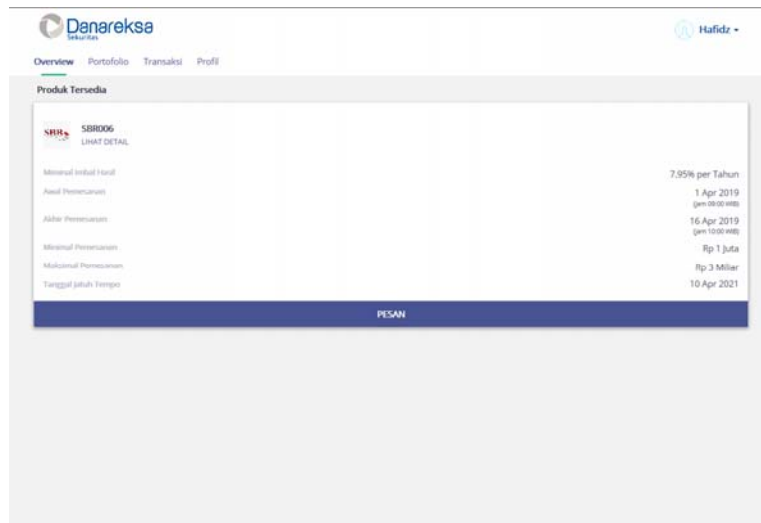 Danareksa
Sekuritas
Hafidz
Overview Portofolio Transaksi Profil
Produk Tersedia
SBR
SBR006
LIHAT DETAIL
Minimal Imbal Hasil 7.95% per Tahun
Awal Pemesanan 1 Apr 2019
(jam 09:00 WIB)
Akhir Pemesanan 16 Apr 2019
(jam 10:00 WIB)
Minimal Pemesanan Rp 1 Juta
Maksimal Pemesanan Rp 3 Miliar
Tanggal Jatuh Tempo 10 Apr 2021
PESAN